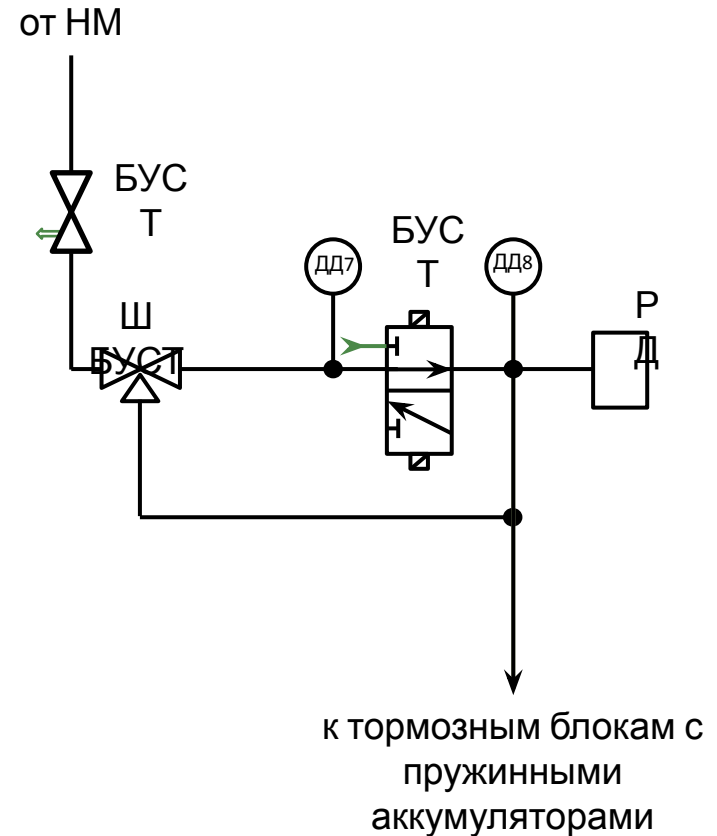 от НМ
БУС
Т
БУС
Т
ДД7
ДД8
Ш
БУСТ
Р
Д
к тормозным блокам с
пружинными
аккумуляторами